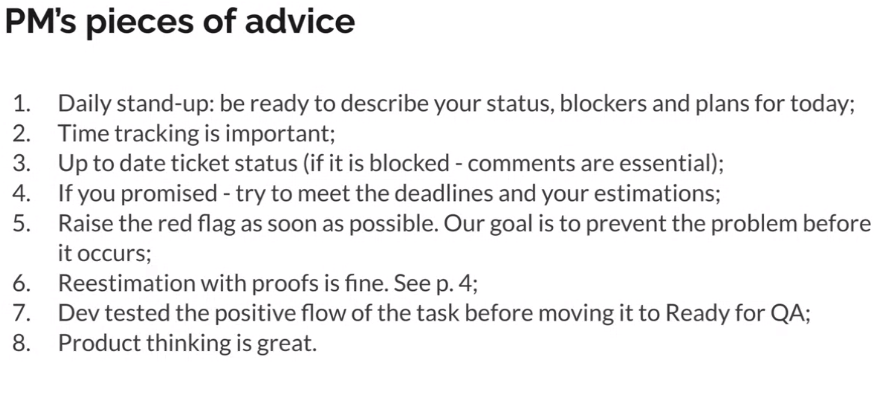 PM's pieces of advice
1. Daily stand-up: be ready to describe your status, blockers and plans for today;
2. Time tracking is important;
3. Up to date ticket status (if it is blocked - comments are essential);
4. If you promised - try to meet the deadlines and your estimations;
5. Raise the red flag as soon as possible. Our goal is to prevent the problem before
it occurs;
6. Reestimation with proofs is fine. See p. 4;
7. Dev tested the positive flow of the task before moving it to Ready for QA;
8. Product thinking is great.